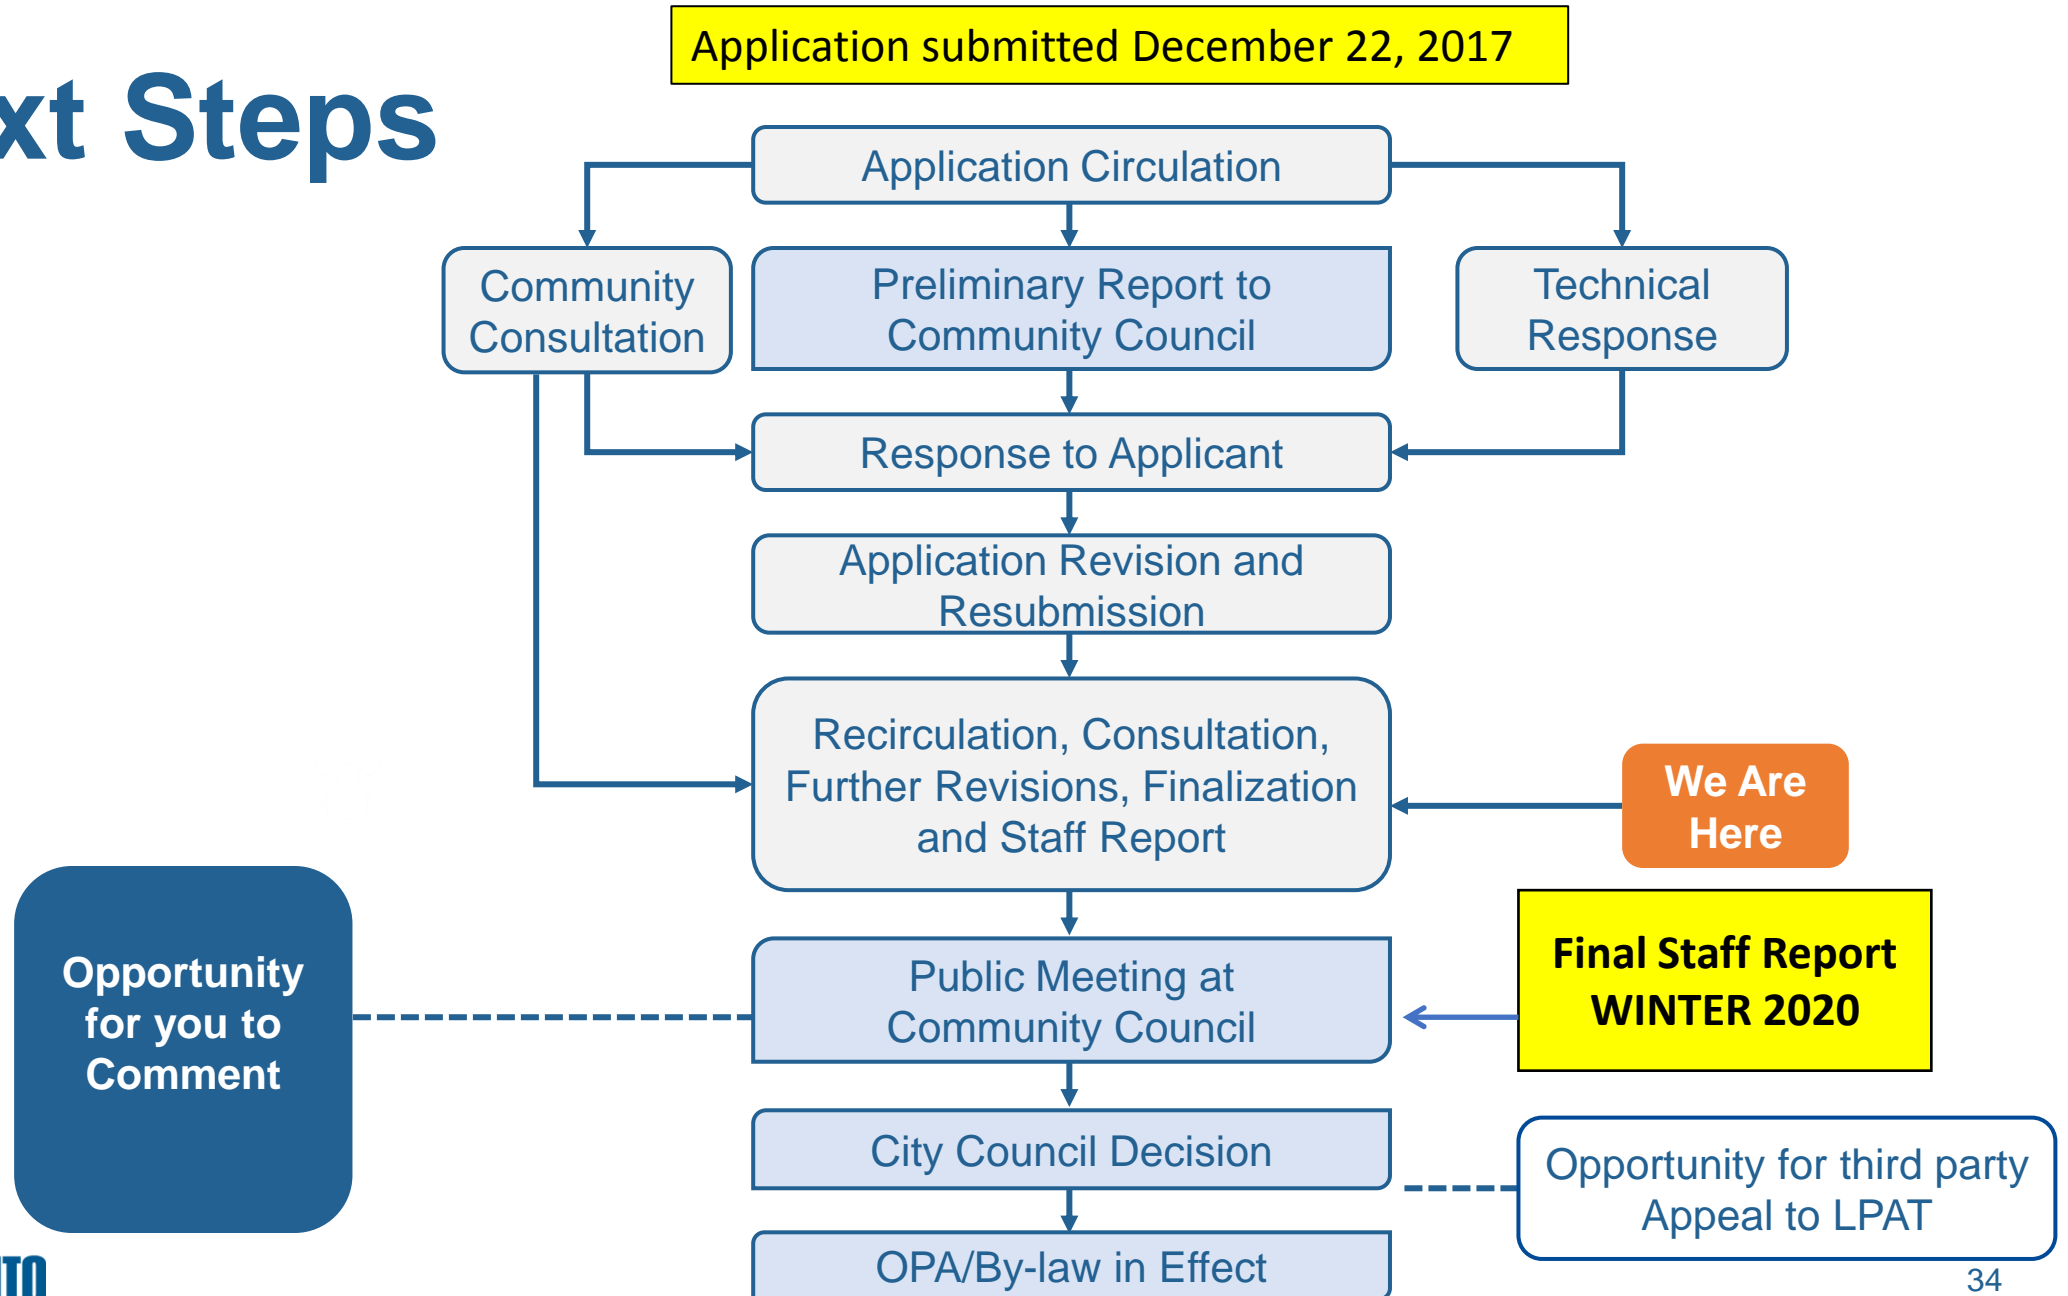 Application submitted December 22, 2017
xt Steps
Application Circulation
Community
Consultation
Preliminary Report to
Community Council
Technical
Response
Response to Applicant
Application Revision and
Resubmission
Recirculation, Consultation,
Further Revisions, Finalization
and Staff Report
We Are
Here
Opportunity
for you to
Comment
Public Meeting at
Community Council
Final Staff Report
WINTER 2020
City Council Decision
Opportunity for third party
Appeal to LPAT
OPA/By-law in Effect
34